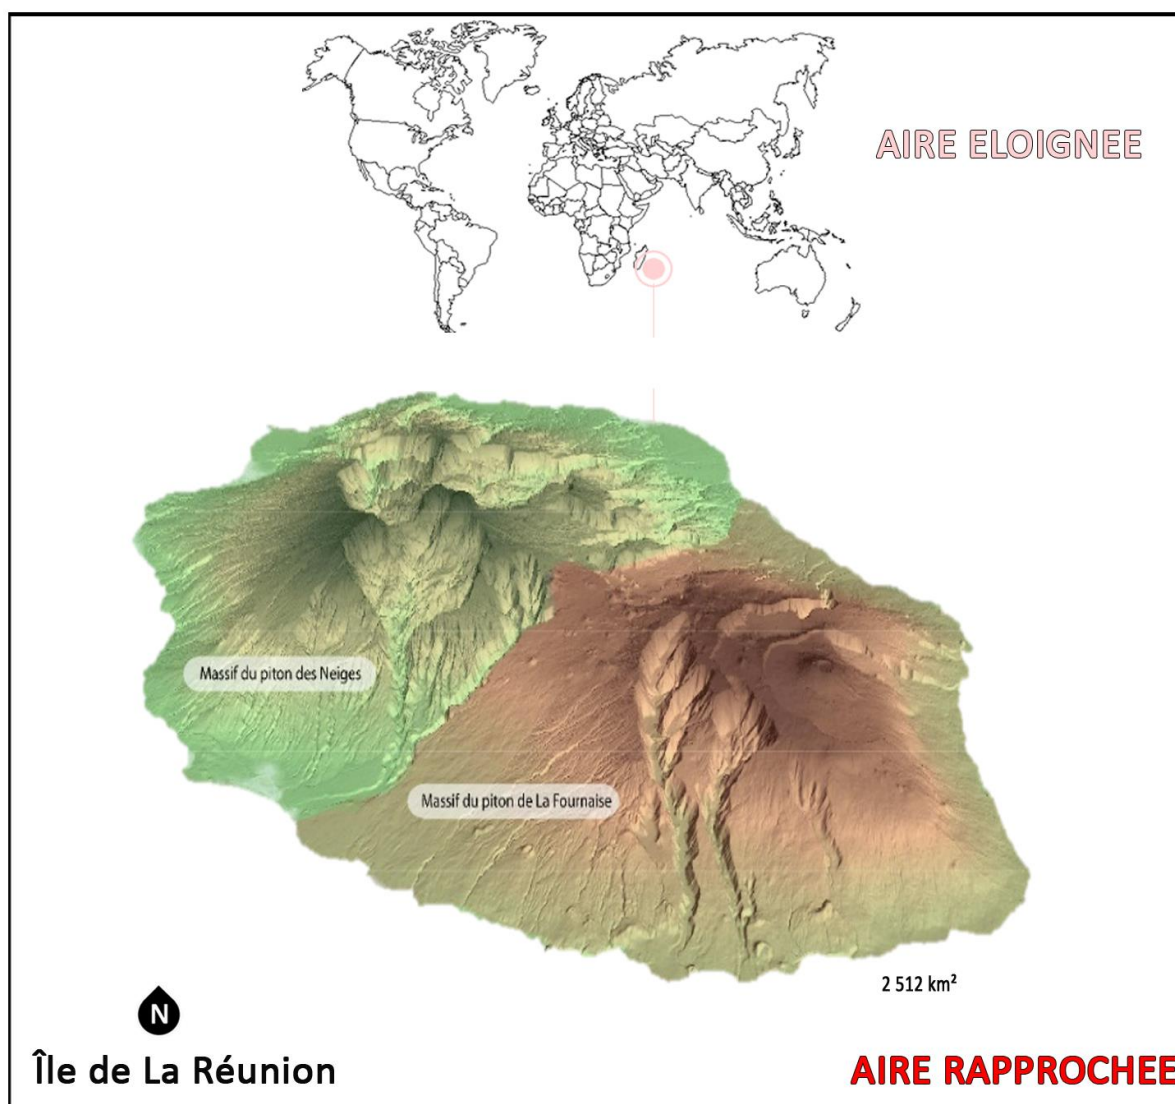 AIRE ELOIGNEE
Massif du piton des Neiges
Massif du piton de La Fournaise
2 512 km²
N
Île de La Réunion
AIRE RAPPROCHEE